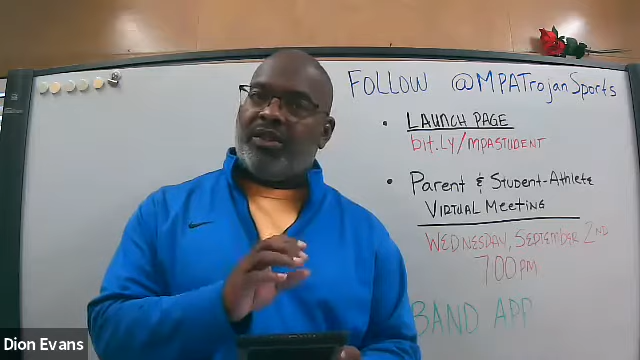 FOLLOW @MPATrojanSports
• LAUNCH PAGE
bit.ly/MPASTUDENT
• Parent & Student-Athlete
VIRTUAL MEETING
WEDNESDAY, SEPTEMBER 2ND
7:00 PM
BAND APP
Dion Evans